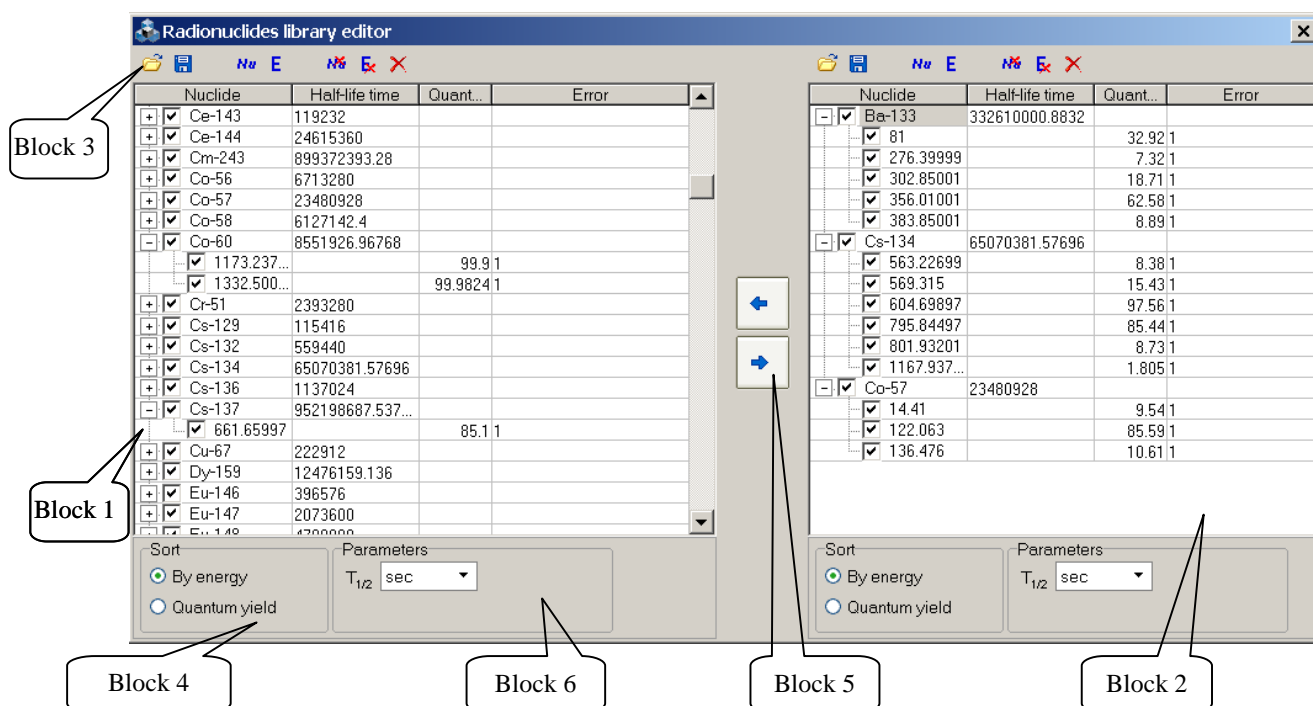 Radionuclides library editor
Nu E Nu E
Nu E Nu E
Nuclide Half-life time Quant... Error
Ce-143 119232
Ce-144 24615360
Cm-243 899372393.28
Co-56 6713280
Co-57 23480928
Co-58 6127142.4
Co-60 8551926.96768
1173.237... 99.9 1
1332.500... 99.9824 1
Cr-51 2393280
Cs-129 115416
Cs-132 559440
Cs-134 65070381.57696
Cs-136 1137024
Cs-137 952198687.537...
661.65997 85.1 1
Cu-67 222912
Dy-159 12476159.136
Eu-146 396576
Eu-147 2073600
Eu-148
Sort
By energy
Quantum yield
Parameters
T1/2 sec
Nuclide Half-life time Quant... Error
Ba-133 332610000.8832
81 32.92 1
276.39999 7.32 1
302.85001 18.71 1
356.01001 62.58 1
383.85001 8.89 1
Cs-134 65070381.57696
563.22699 8.38 1
569.315 15.43 1
604.69897 97.56 1
795.84497 85.44 1
801.93201 8.73 1
1167.937... 1.805 1
Co-57 23480928
14.41 9.54 1
122.063 85.59 1
136.476 10.61 1
Sort
By energy
Quantum yield
Parameters
T1/2 sec
Block 3
Block 1
Block 4
Block 6
Block 5
Block 2